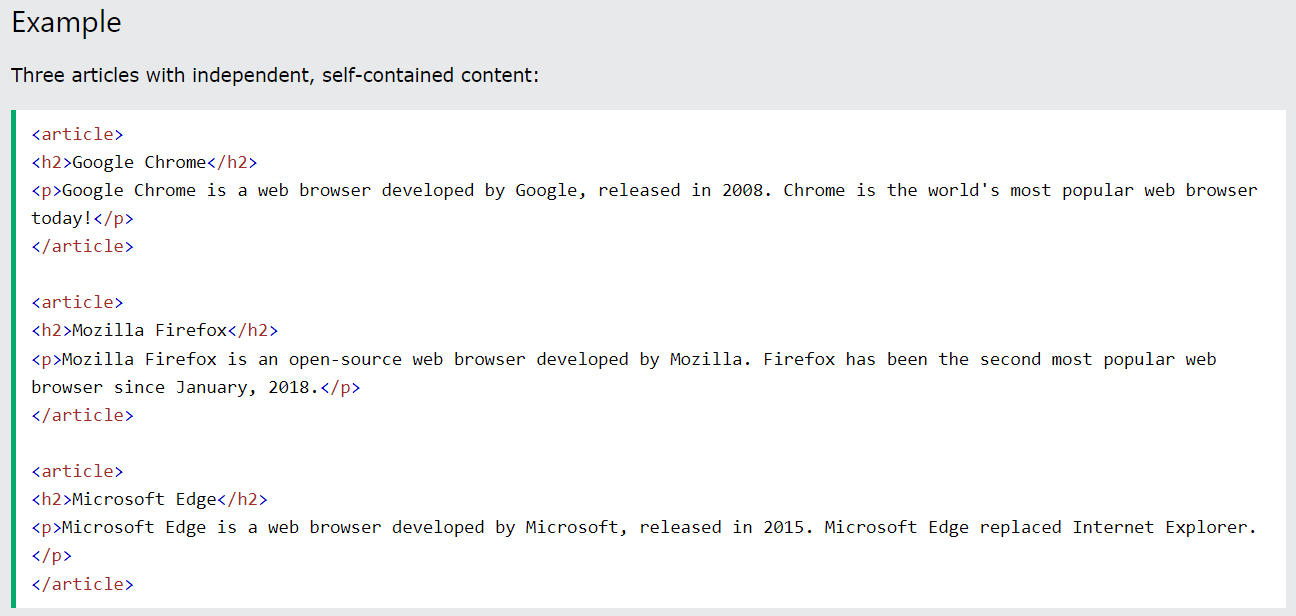 Example
Three articles with independent, self-contained content:
<article>
<h2>Google Chrome</h2>
<p>Google Chrome is a web browser developed by Google, released in 2008. Chrome is the world's most popular web browser
today!</p>
</article>
<article>
<h2>Mozilla Firefox</h2>
<p>Mozilla Firefox is an open-source web browser developed by Mozilla. Firefox has been the second most popular web
browser since January, 2018.</p>
</article>
<article>
<h2>Microsoft Edge</h2>
<p>Microsoft Edge is a web browser developed by Microsoft, released in 2015. Microsoft Edge replaced Internet Explorer.
</p>
</article>